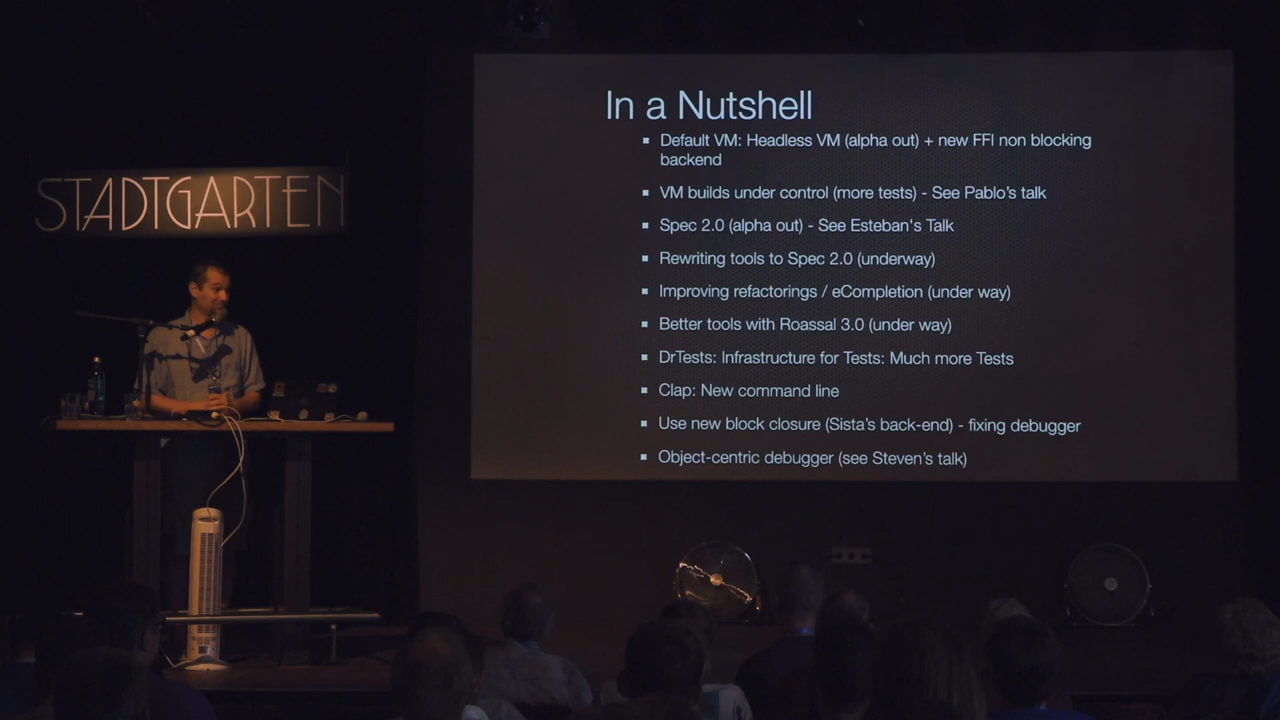 STADTGARTEN
In a Nutshell
Default VM: Headless VM (alpha out) + new FFI non blocking
backend
VM builds under control (more tests) - See Pablo's talk
Spec 2.0 (alpha out) - See Esteban's Talk
Rewriting tools to Spec 2.0 (underway)
Improving refactorings / eCompletion (under way)
Better tools with Roassal 3.0 (under way)
DrTests: Infrastructure for Tests: Much more Tests
Clap: New command line
Use new block closure (Sista's back-end) - fixing debugger
Object-centric debugger (see Steven's talk)